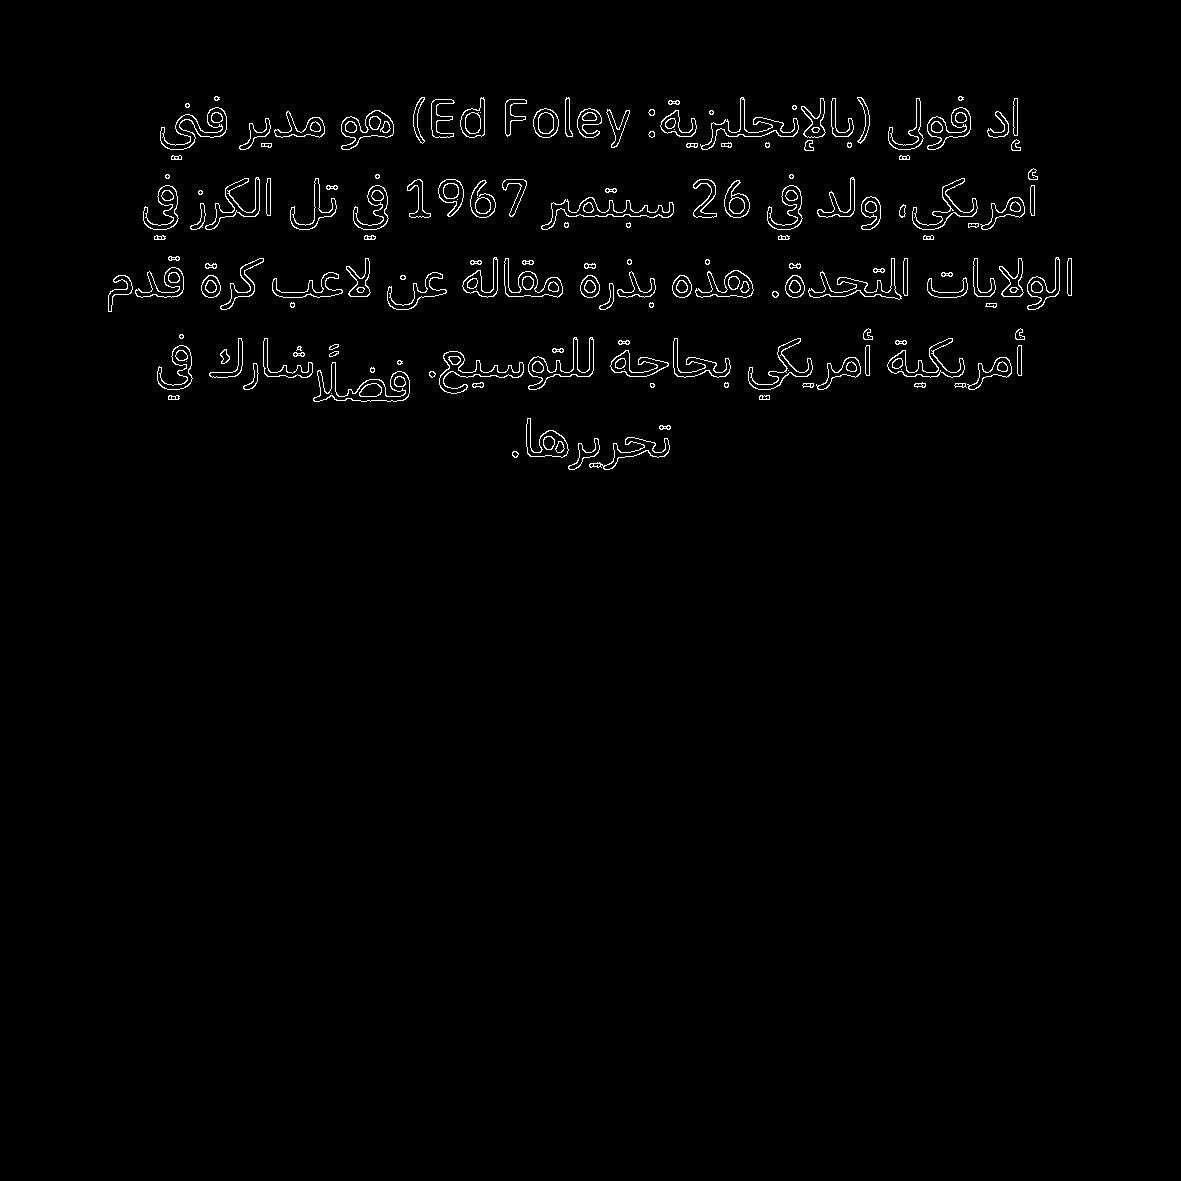 إد فولي (بالإنجليزية: Ed Foley) هو مدير فني
أمريكي، ولد في 26 سبتمبر 1967 في تل الكرز في
الولايات المتحدة. هذه بذرة مقالة عن لاعب كرة قدم
أمريكية أمريكي بحاجة للتوسيع. فضلًا شارك في
تحريرها.